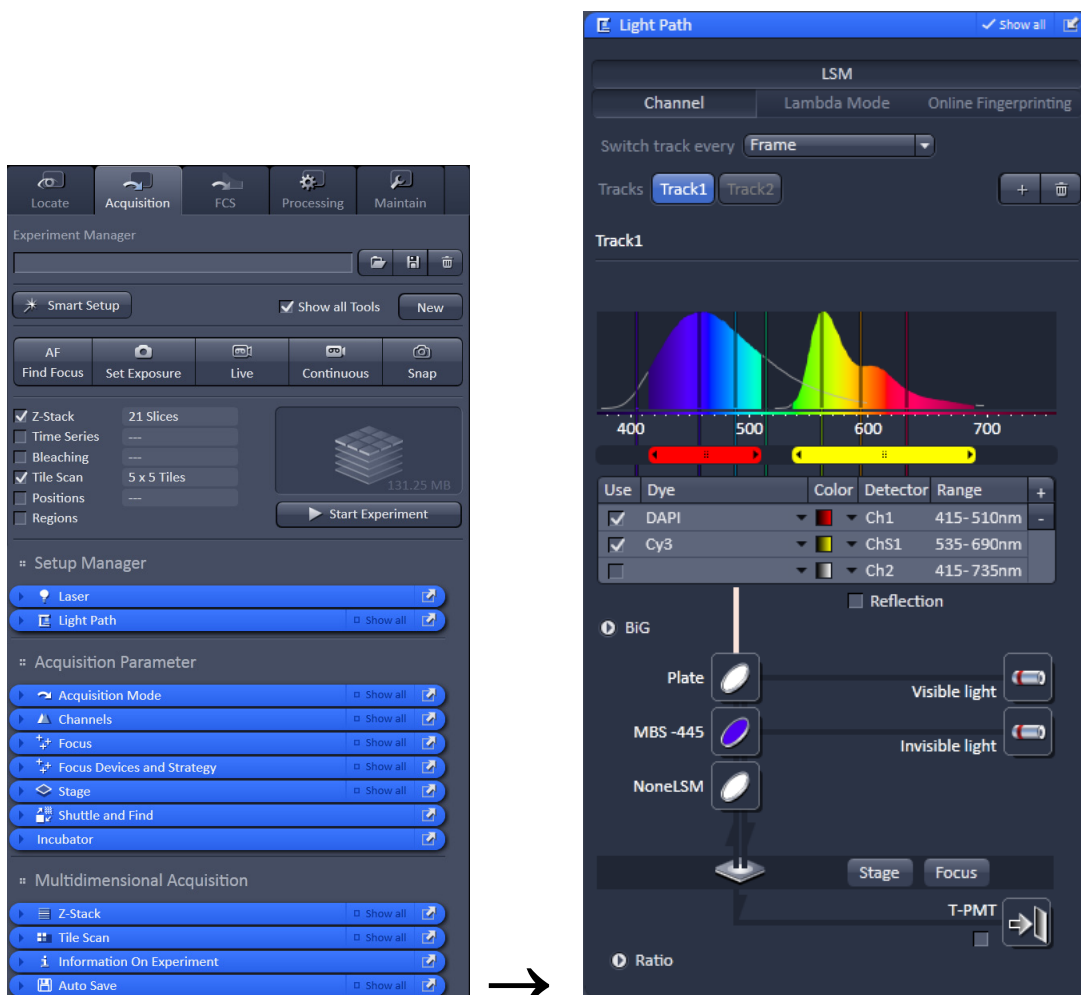 Locate Acquisition FCS Processing Maintain
Experiment Manager
Smart Setup Show all Tools New
AF
Find Focus Set Exposure Live Continuous Snap
Z-Stack 21 Slices
Time Series ---
Bleaching ---
Tile Scan 5 x 5 Tiles
131.25 MB
Positions ---
Regions
Start Experiment
Setup Manager
Laser
Light Path Show all
Acquisition Parameter
Acquisition Mode Show all
Channels Show all
Focus Show all
Focus Devices and Strategy Show all
Stage Show all
Shuttle and Find
Incubator
Multidimensional Acquisition
Z-Stack Show all
Tile Scan Show all
Information On Experiment
Auto Save Show all
→
Light Path Show all
LSM
Channel Lambda Mode Online Fingerprinting
Switch track every Frame
Tracks Track1 Track2 +
Track1
400 500 600 700
Use Dye Color Detector Range +
DAPI Ch1 415-510nm -
Cy3 ChS1 535-690nm
Ch2 415-735nm
Reflection
BiG
Plate
Visible light
MBS -445
Invisible light
NoneLSM
Stage Focus
T-PMT
Ratio